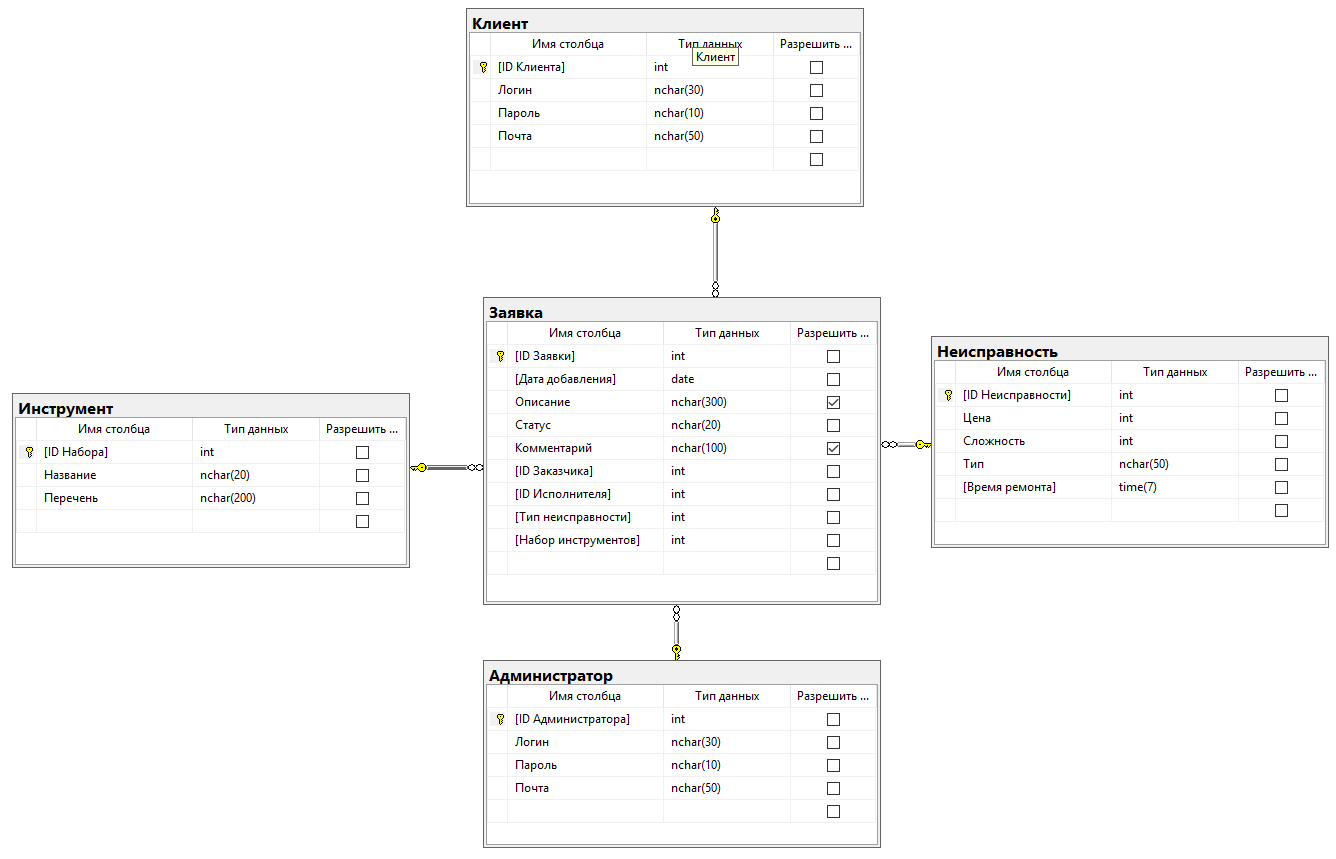 Клиент
Имя столбца Тип данных Разрешить ...
Клиент
[ID Клиента] int
Логин nchar(30)
Пароль nchar(10)
Почта nchar(50)
Заявка
Имя столбца Тип данных Разрешить ...
[ID Заявки] int
[Дата добавления] date
Описание nchar(300)
Статус nchar(20)
Комментарий nchar(100)
[ID Заказчика] int
[ID Исполнителя] int
[Тип неисправности] int
[Набор инструментов] int
Неисправность
Имя столбца Тип данных Разрешить ...
[ID Неисправности] int
Цена int
Сложность int
Тип nchar(50)
[Время ремонта] time(7)
Инструмент
Имя столбца Тип данных Разрешить ...
[ID Набора] int
Название nchar(20)
Перечень nchar(200)
Администратор
Имя столбца Тип данных Разрешить ...
[ID Администратора] int
Логин nchar(30)
Пароль nchar(10)
Почта nchar(50)